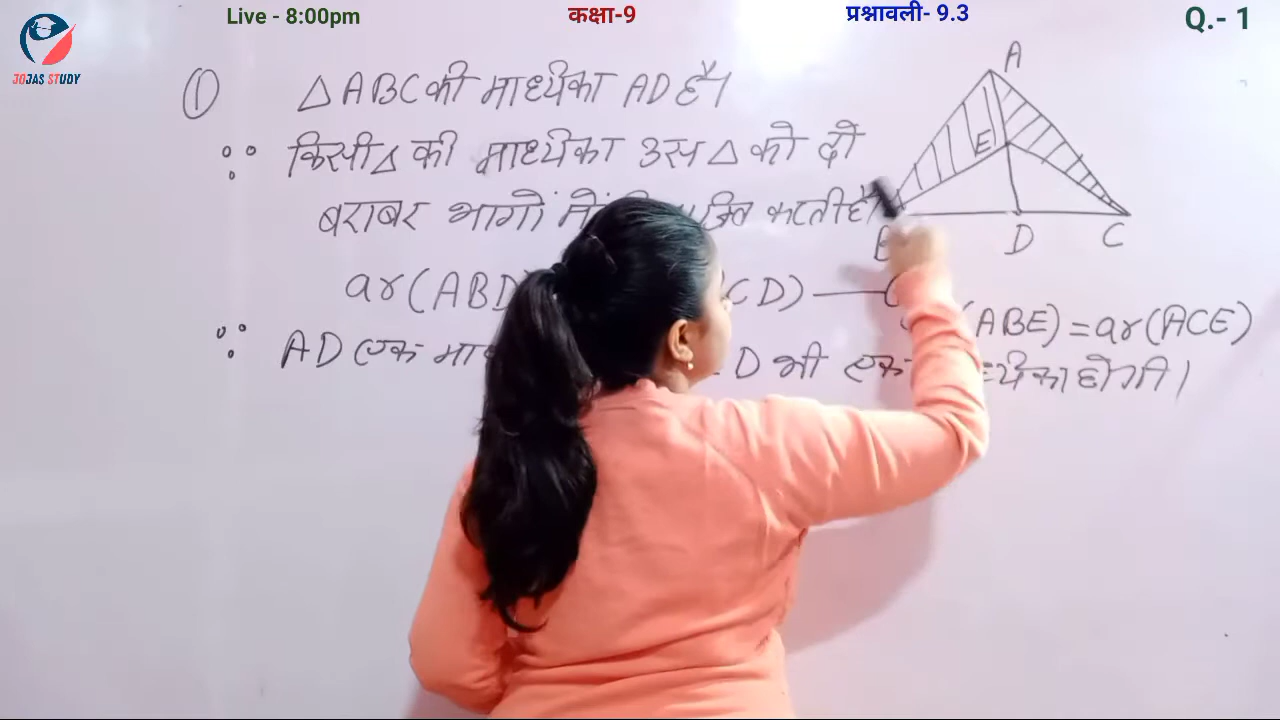 Live - 8:00pm
कक्षा-9
प्रश्नावली- 9.3
Q.- 1
JOJAS STUDY
① △ABC की माध्यिका AD है।
∵ किसी △ की माध्यिका उस △ को दो
बराबर भागों में करती है
ar(ABD CD)
(ABE) = ar(ACE)
∵ AD एक D भी एक होगी।
A
E
D
C